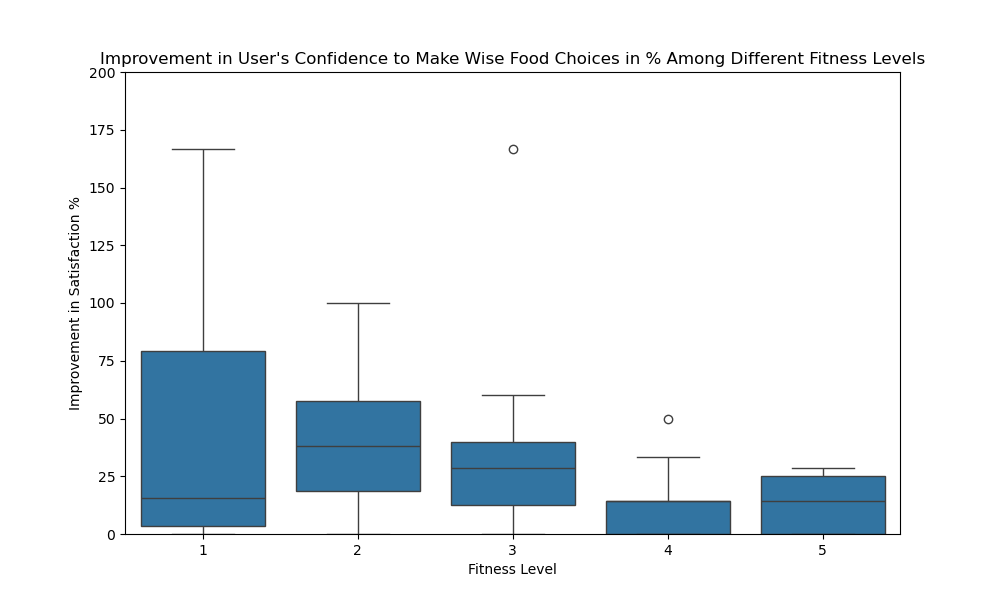 Improvement in User's Confidence to Make Wise Food Choices in % Among Different Fitness Levels
200
175
150
125
100
75
50
25
0
Improvement in Satisfaction %
1 2 3 4 5
Fitness Level